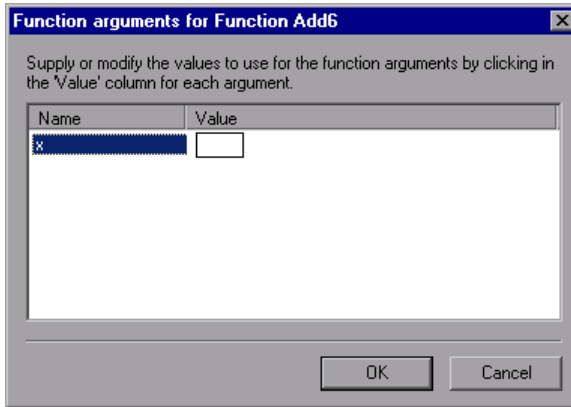 Function arguments for Function Add6
Supply or modify the values to use for the function arguments by clicking in
the 'Value' column for each argument.
Name Value
x
OK Cancel